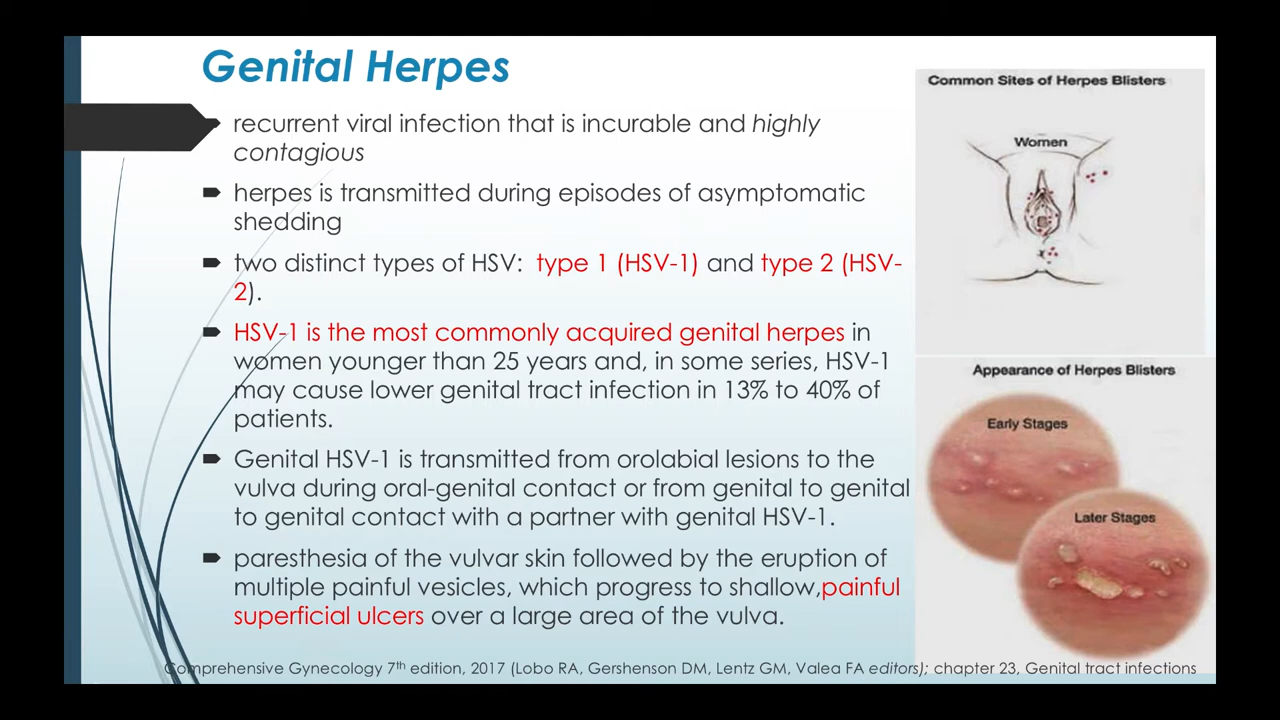 Genital Herpes
recurrent viral infection that is incurable and highly
contagious
herpes is transmitted during episodes of asymptomatic
shedding
two distinct types of HSV: type 1 (HSV-1) and type 2 (HSV-
2).
HSV-1 is the most commonly acquired genital herpes in
women younger than 25 years and, in some series, HSV-1
may cause lower genital tract infection in 13% to 40% of
patients.
Genital HSV-1 is transmitted from orolabial lesions to the
vulva during oral-genital contact or from genital to genital
to genital contact with a partner with genital HSV-1.
paresthesia of the vulvar skin followed by the eruption of
multiple painful vesicles, which progress to shallow,painful
superficial ulcers over a large area of the vulva.
Common Sites of Herpes Blisters
Women
Appearance of Herpes Blisters
Early Stages
Later Stages
Comprehensive Gynecology 7th edition, 2017 (Lobo RA, Gershenson DM, Lentz GM, Valea FA editors); chapter 23, Genital tract infections